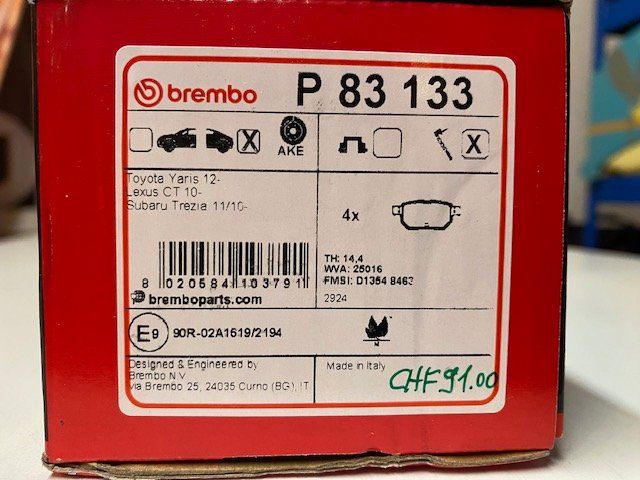 brembo P 83 133
X AKE X
Toyota Yaris 12-
Lexus CT 10-
Subaru Trezia 11/10-
4x
TH: 14,4
WVA: 25016
FMSI: D1354 8463
2924
8 020584 103791
bremboparts.com
E9 90R-02A1619/2194
Designed & Engineered by
Brembo N.V.
via Brembo 25, 24035 Curno (BG), IT
Made in Italy
CHF 91.00